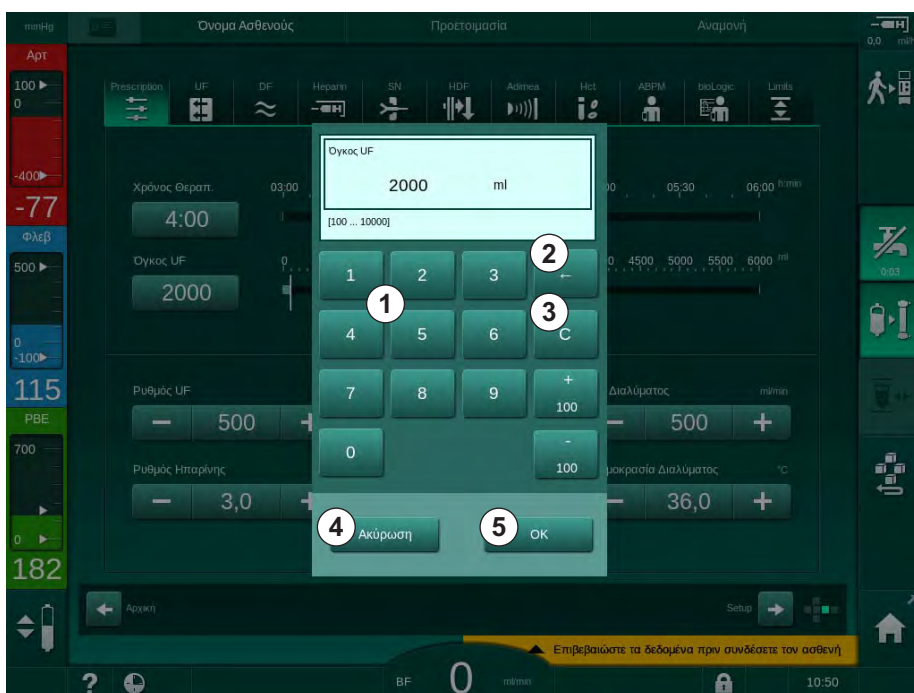 mmHg Όνομα Ασθενούς Προετοιμασία Αναμονή
0,0 ml/h
Αρτ
100
0
-400
-77
Φλεβ
500
0
-100
115
PBE
700
0
182
Prescription UF DF Heparin SN HDF Adimea Hct ABPM bioLogic Limits
Όγκος UF
2000 ml
[100 ... 10000]
1 2 3 ←
4 5 6 C
7 8 9 + 100
0 - 100
1
2
3
4 Ακύρωση
5 OK
Χρόνος Θεραπ. 03:00 05:30 06:00 h:min
4:00
Όγκος UF 0 4500 5000 5500 6000 ml
2000
Ρυθμός UF Διαλύματος ml/min
− 500 + 500 +
Ρυθμός Ηπαρίνης Διαλύματος °C
− 3,0 + − 36,0 +
0:03
Αρχική Setup
Επιβεβαιώστε τα δεδομένα πριν συνδέσετε τον ασθενή
? BF 0 ml/min 10:50